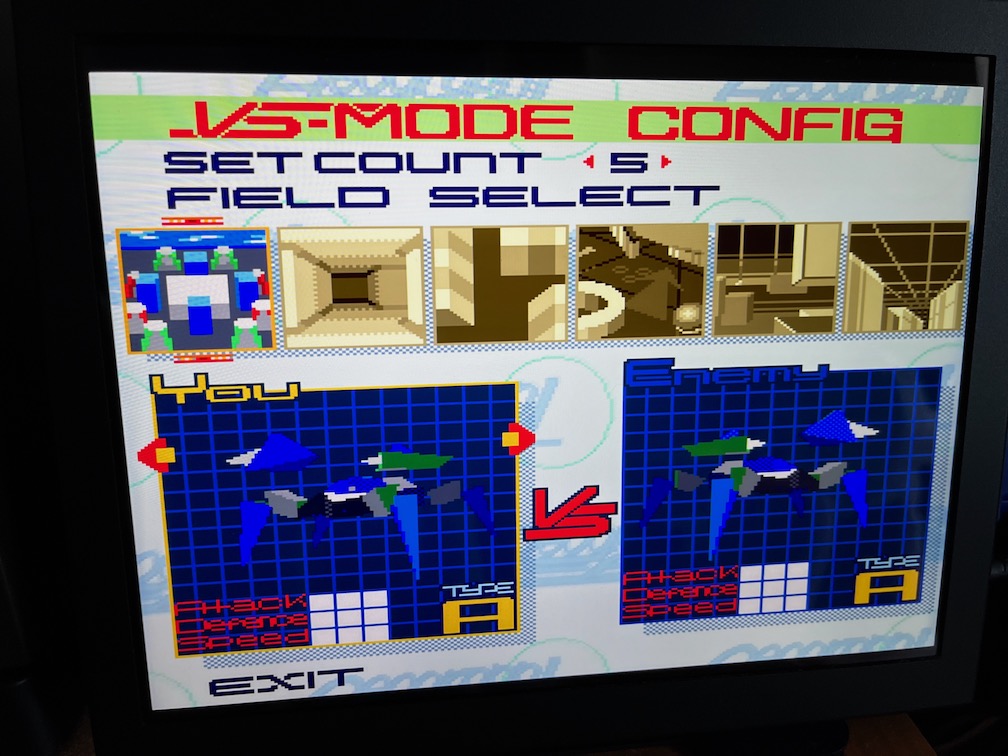 VS-MODE CONFIG
SET COUNT 5
FIELD SELECT
You
Enemy
VS
Attack
Defence
Speed
TYPE
A
Attack
Defence
Speed
TYPE
A
EXIT